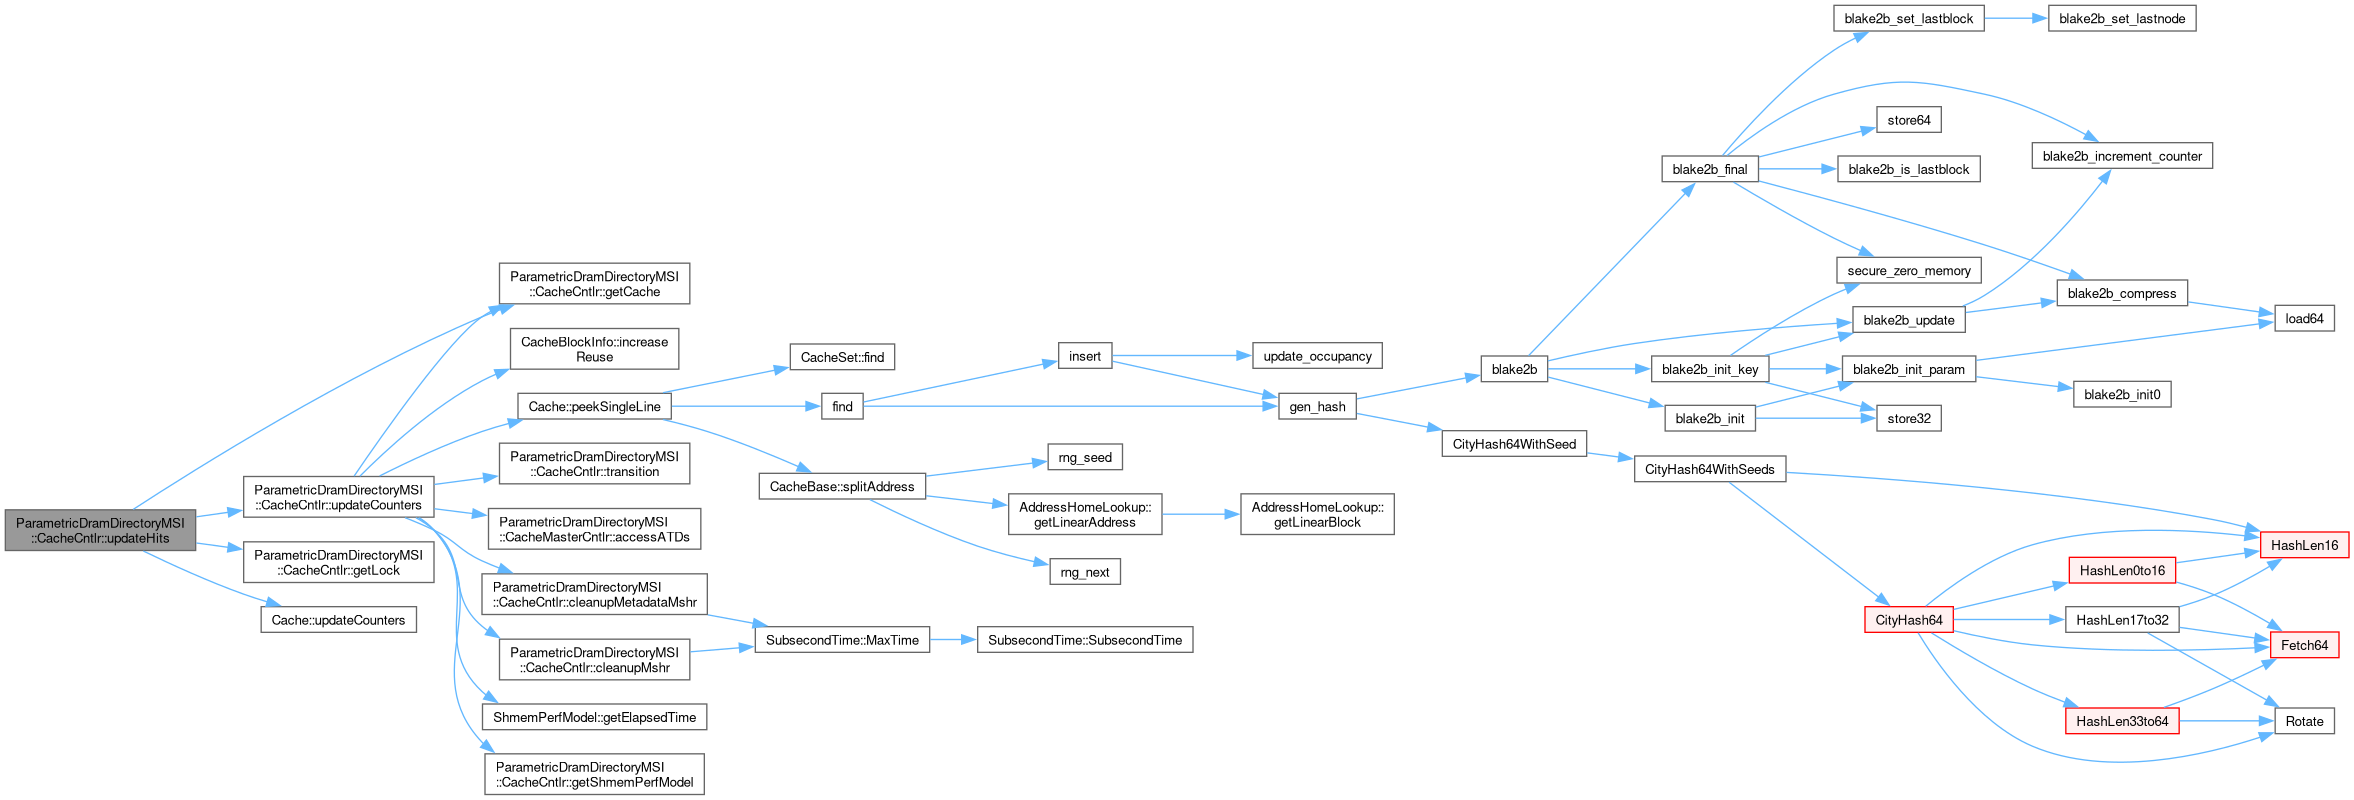 ParametricDramDirectoryMSI
::CacheCntlr::updateHits
ParametricDramDirectoryMSI
::CacheCntlr::getCache
ParametricDramDirectoryMSI
::CacheCntlr::updateCounters
ParametricDramDirectoryMSI
::CacheCntlr::getLock
Cache::updateCounters
CacheBlockInfo::increase
Reuse
Cache::peekSingleLine
ParametricDramDirectoryMSI
::CacheCntlr::transition
ParametricDramDirectoryMSI
::CacheMasterCntlr::accessATDs
ParametricDramDirectoryMSI
::CacheCntlr::cleanupMetadataMshr
ParametricDramDirectoryMSI
::CacheCntlr::cleanupMshr
ShmemPerfModel::getElapsedTime
ParametricDramDirectoryMSI
::CacheCntlr::getShmemPerfModel
CacheSet::find
find
CacheBase::splitAddress
SubsecondTime::MaxTime
SubsecondTime::SubsecondTime
insert
update_occupancy
gen_hash
rng_seed
AddressHomeLookup::
getLinearAddress
AddressHomeLookup::
getLinearBlock
rng_next
blake2b
CityHash64WithSeed
CityHash64WithSeeds
blake2b_final
blake2b_init_key
blake2b_init
blake2b_set_lastblock
blake2b_set_lastnode
store64
blake2b_is_lastblock
blake2b_increment_counter
secure_zero_memory
blake2b_update
blake2b_compress
load64
blake2b_init_param
blake2b_init0
store32
CityHash64
HashLen0to16
HashLen17to32
HashLen33to64
HashLen16
Fetch64
Rotate